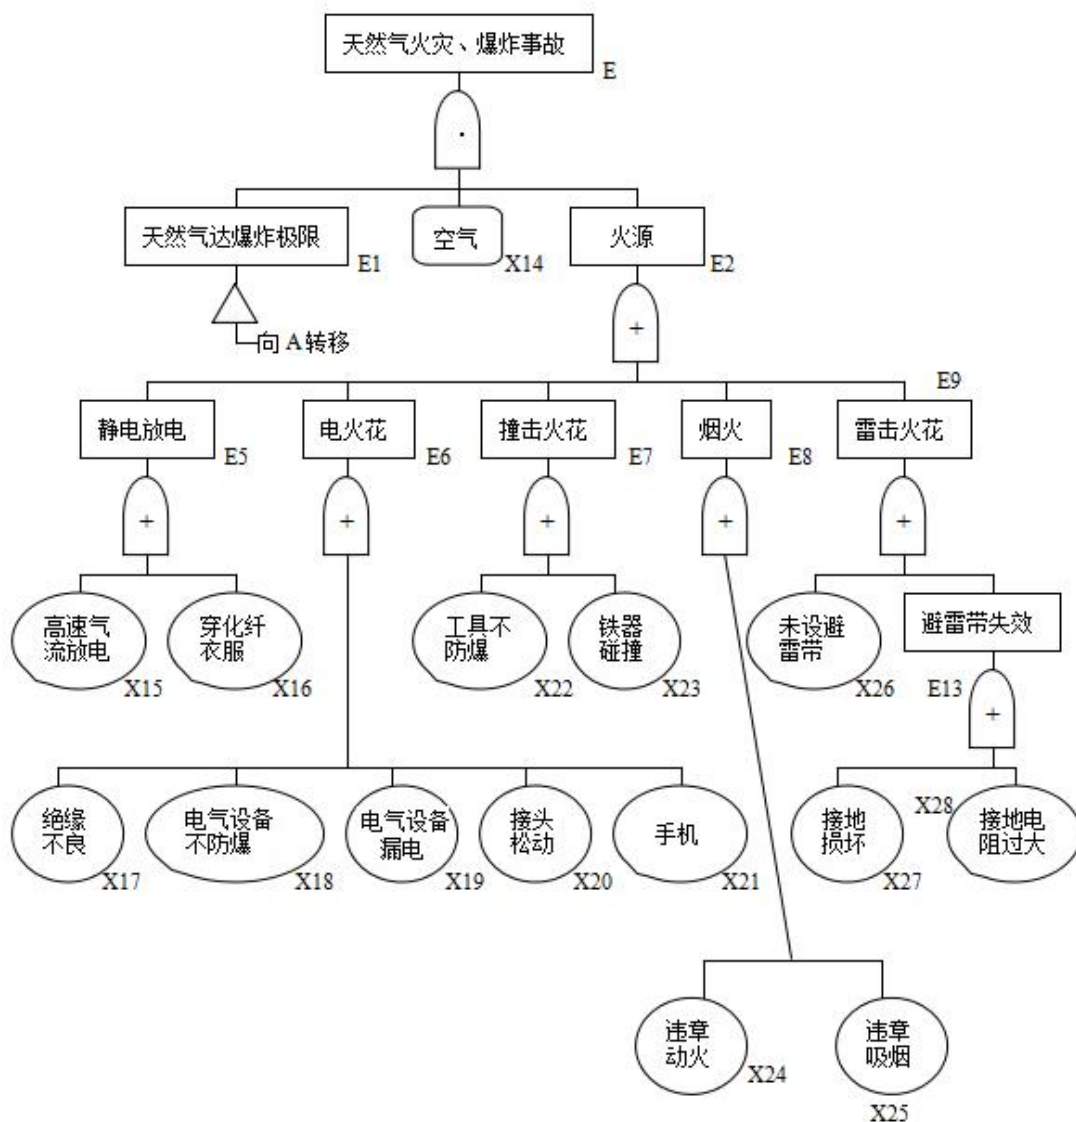 天然气火灾、爆炸事故
E
·
天然气达爆炸极限
E1
空气
X14
火源
E2
向A转移
+
E9
静电放电
E5
电火花
E6
撞击火花
E7
烟火
E8
雷击火花
+
+
+
+
+
高速气
流放电
X15
穿化纤
衣服
X16
工具不
防爆
X22
铁器
碰撞
X23
未设避
雷带
X26
避雷带失效
E13
+
绝缘
不良
X17
电气设备
不防爆
X18
电气设备
漏电
X19
接头
松动
X20
手机
X21
接地
损坏
X27
X28
接地电
阻过大
违章
动火
X24
违章
吸烟
X25